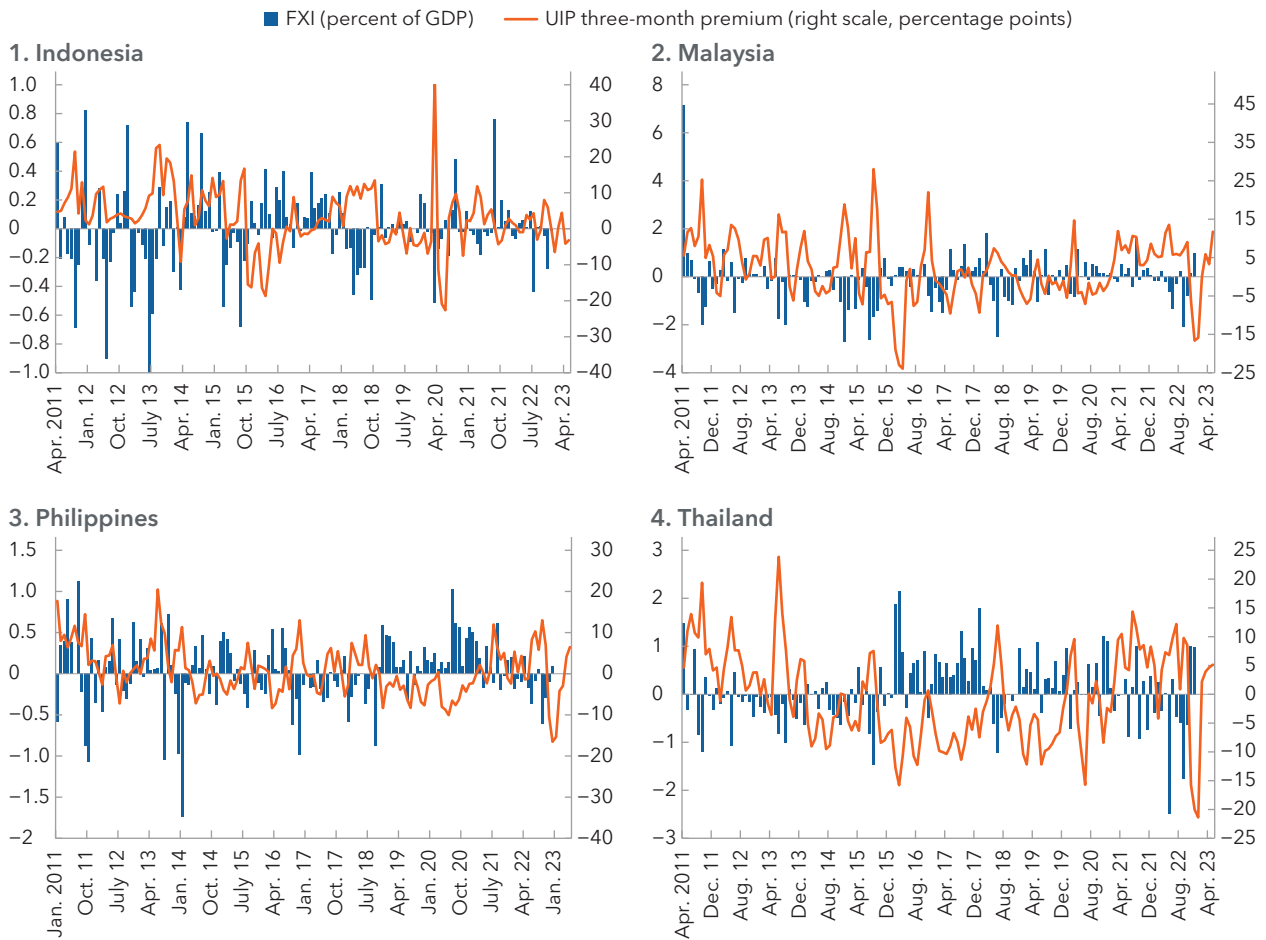 FXI (percent of GDP) UIP three-month premium (right scale, percentage points)
1. Indonesia
1.0
0.8
0.6
0.4
0.2
0
−0.2
−0.4
−0.6
−0.8
−1.0
40
30
20
10
0
−10
−20
−30
−40
Apr. 2011
Jan. 12
Oct. 12
July 13
Apr. 14
Jan. 15
Oct. 15
July 16
Apr. 17
Jan. 18
Oct. 18
July 19
Apr. 20
Jan. 21
Oct. 21
July 22
Apr. 23
2. Malaysia
8
6
4
2
0
−2
−4
45
35
25
15
5
−5
−15
−25
Apr. 2011
Dec. 11
Aug. 12
Apr. 13
Dec. 13
Aug. 14
Apr. 15
Dec. 15
Aug. 16
Apr. 17
Dec. 17
Aug. 18
Apr. 19
Dec. 19
Aug. 20
Apr. 21
Dec. 21
Aug. 22
Apr. 23
3. Philippines
1.5
1.0
0.5
0
−0.5
−1.0
−1.5
−2
30
20
10
0
−10
−20
−30
−40
Jan. 2011
Oct. 11
July 12
Apr. 13
Jan. 14
Oct. 14
July 15
Apr. 16
Jan. 17
Oct. 17
July 18
Apr. 19
Jan. 20
Oct. 20
July 21
Apr. 22
Jan. 23
4. Thailand
3
2
1
0
−1
−2
−3
25
20
15
10
5
0
−5
−10
−15
−20
−25
Apr. 2011
Dec. 11
Aug. 12
Apr. 13
Dec. 13
Aug. 14
Apr. 15
Dec. 15
Aug. 16
Apr. 17
Dec. 17
Aug. 18
Apr. 19
Dec. 19
Aug. 20
Apr. 21
Dec. 21
Aug. 22
Apr. 23